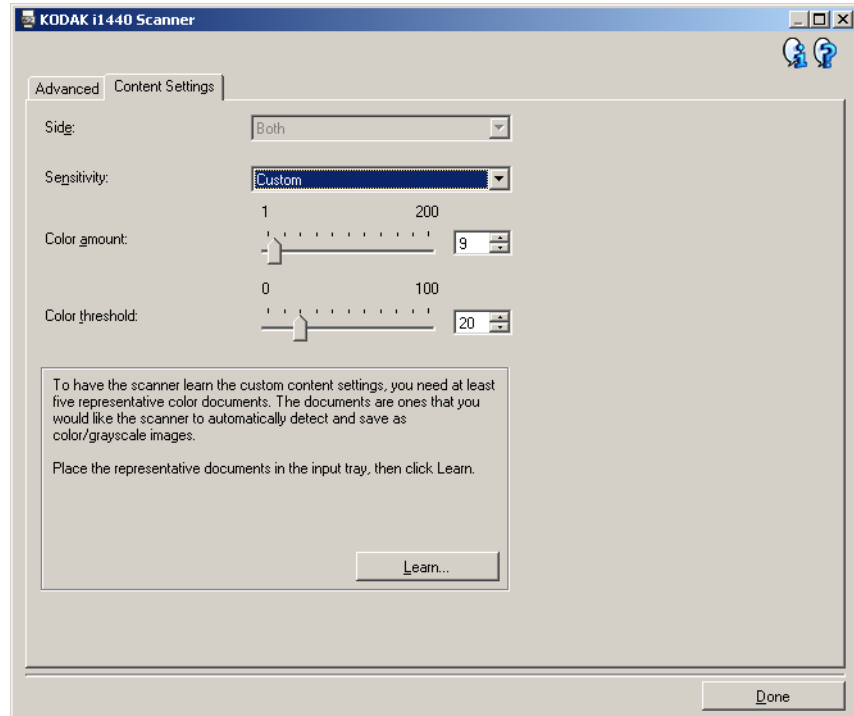 KODAK i1440 Scanner
Advanced
Content Settings
Side:
Both
Sensitivity:
Custom
1 200
Color amount:
9
0 100
Color threshold:
20
To have the scanner learn the custom content settings, you need at least
five representative color documents. The documents are ones that you
would like the scanner to automatically detect and save as
color/grayscale images.
Place the representative documents in the input tray, then click Learn.
Learn...
Done